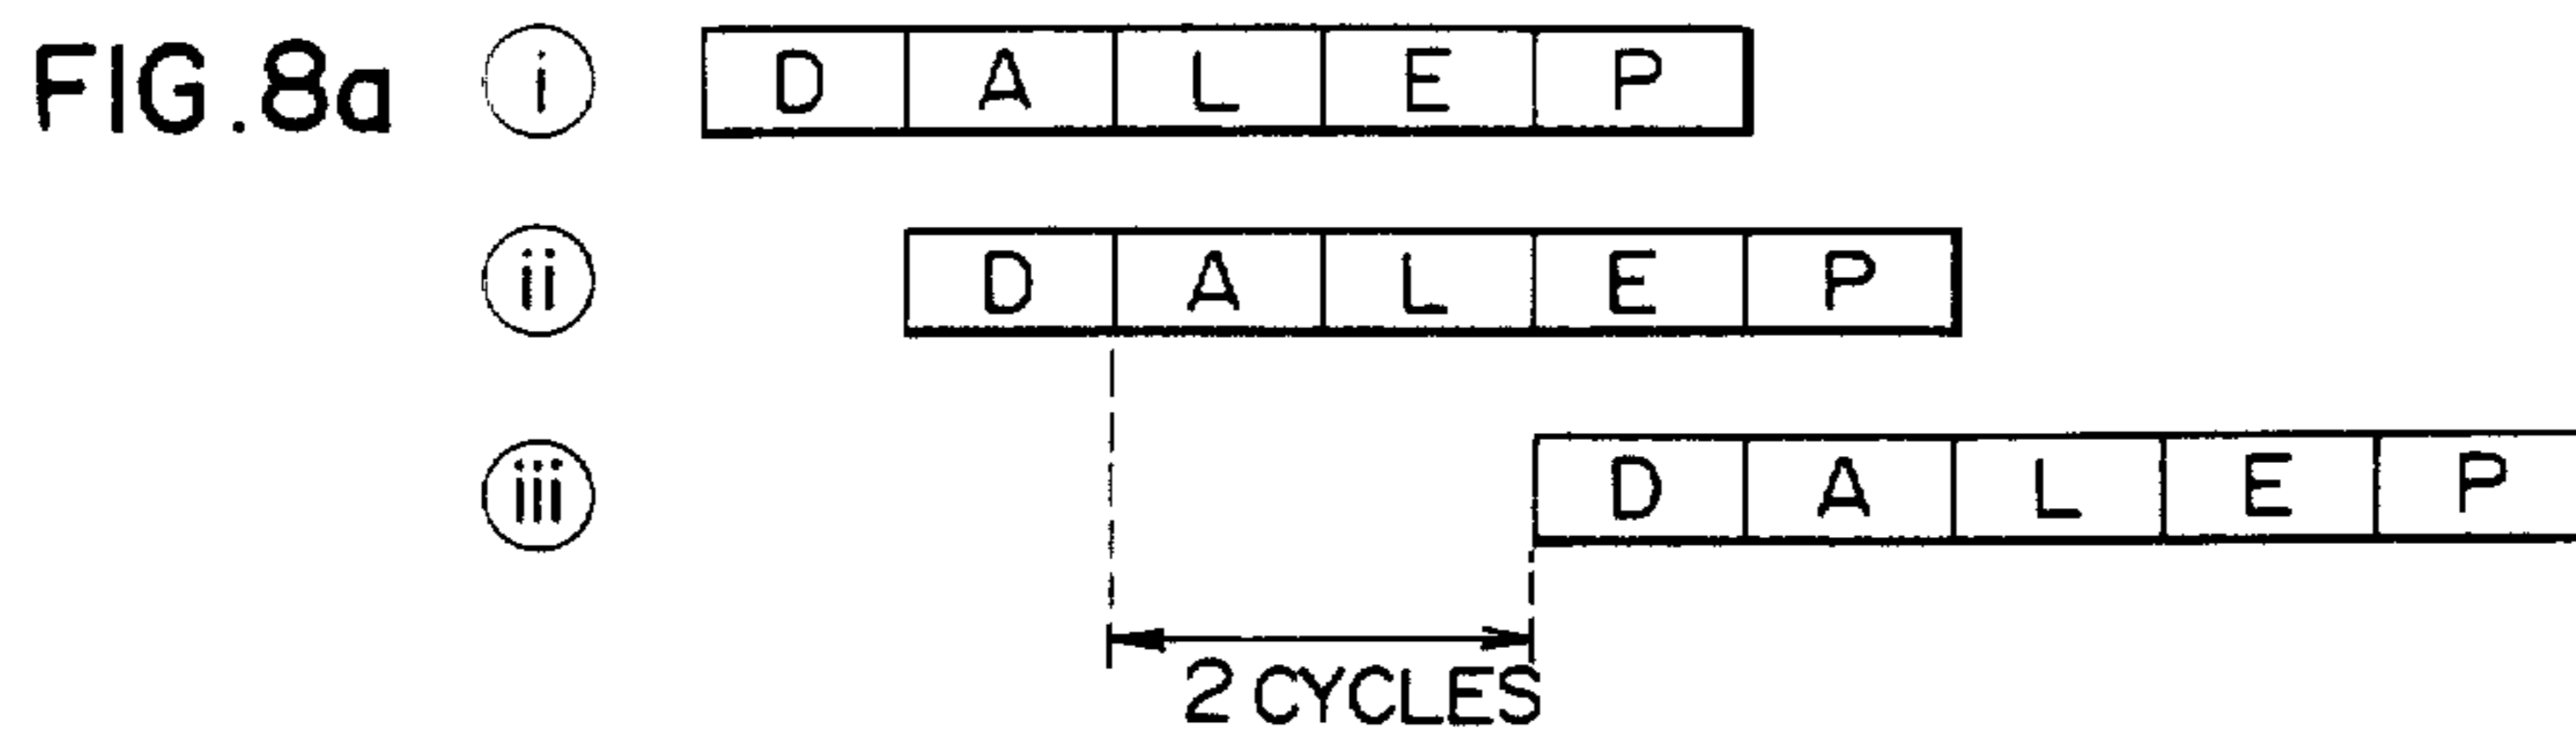 FIG.8a i D A L E P
ii D A L E P
iii D A L E P
2 CYCLES